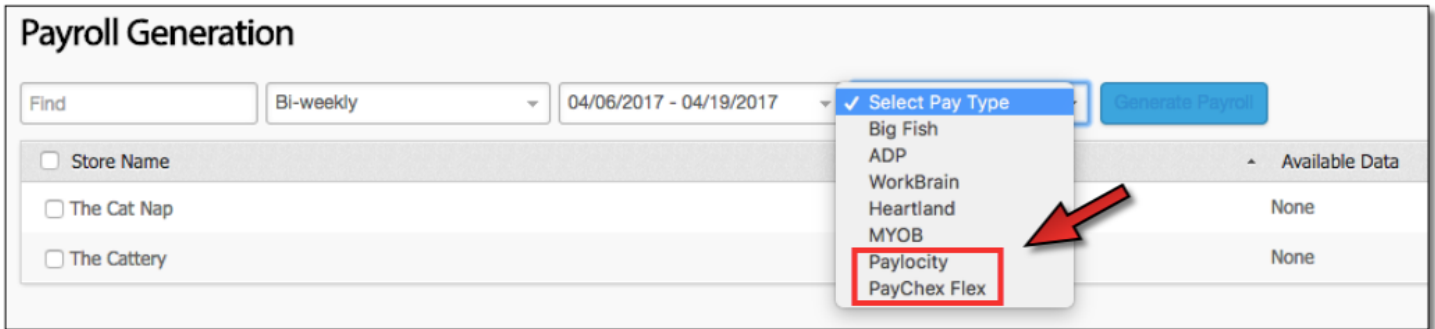 Payroll Generation
Find Bi-weekly 04/06/2017 - 04/19/2017 ✓ Select Pay Type Generate Payroll
Big Fish
ADP
WorkBrain
Heartland
MYOB
Paylocity
PayChex Flex
Store Name Available Data
The Cat Nap None
The Cattery None